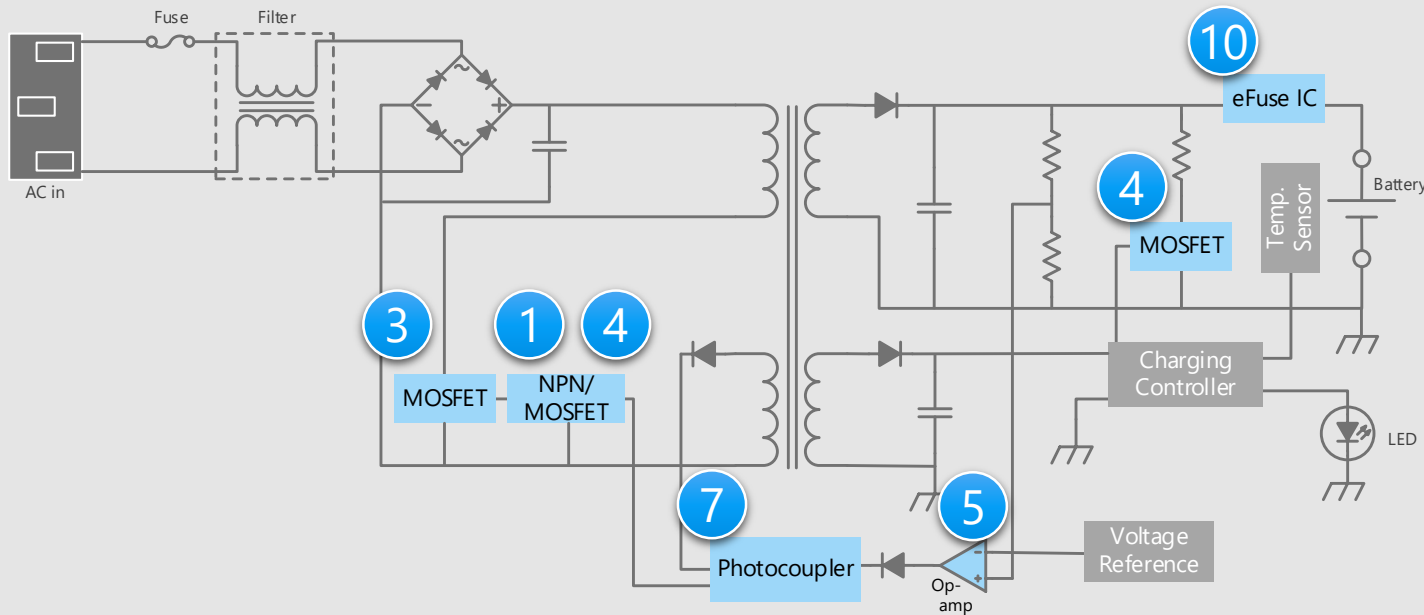 Fuse
Filter
10
eFuse IC
AC in
4
MOSFET
Temp.
Sensor
Battery
3
1
4
MOSFET
NPN/
MOSFET
Charging
Controller
LED
7
5
Photocoupler
Op-
amp
Voltage
Reference